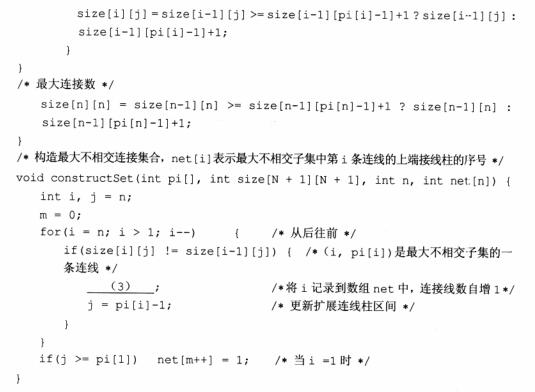 size[i][j] = size[i-1][j] >= size[i-1][pi[i]-1]+1 ? size[i-1][j] :
size[i-1][pi[i]-1]+1;
}
}
/* 最大连接数 */
size[n][n] = size[n-1][n] >= size[n-1][pi[n]-1]+1 ? size[n-1][n] :
size[n-1][pi[n]-1]+1;
}
/* 构造最大不相交连接集合，net[i]表示最大不相交子集中第 i 条连线的上端接线柱的序号 */
void constructSet(int pi[], int size[N + 1][N + 1], int n, int net[n]) {
int i, j = n;
m = 0;
for(i = n; i > 1; i--) { /* 从后往前 */
if(size[i][j] != size[i-1][j]) { /*（i, pi[i]）是最大不相交子集的一
条连线 */
（3） ; /*将 i 记录到数组 net 中，连接线数自增 1*/
j = pi[i]-1; /* 更新扩展连线柱区间 */
}
}
if(j >= pi[1]) net[m++] = 1; /* 当 i =1 时 */
}